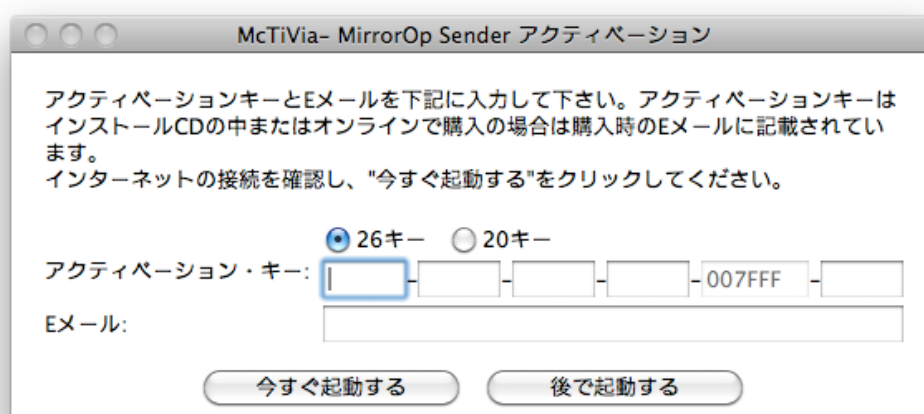 McTiVia- MirrorOp Sender アクティベーション
アクティベーションキーとEメールを下記に入力して下さい。アクティベーションキーは
インストールCDの中またはオンラインで購入の場合は購入時のEメールに記載されてい
ます。
インターネットの接続を確認し、"今すぐ起動する"をクリックしてください。
26キー 20キー
アクティベーション・キー: - - - - 007FFF -
Eメール:
今すぐ起動する 後で起動する